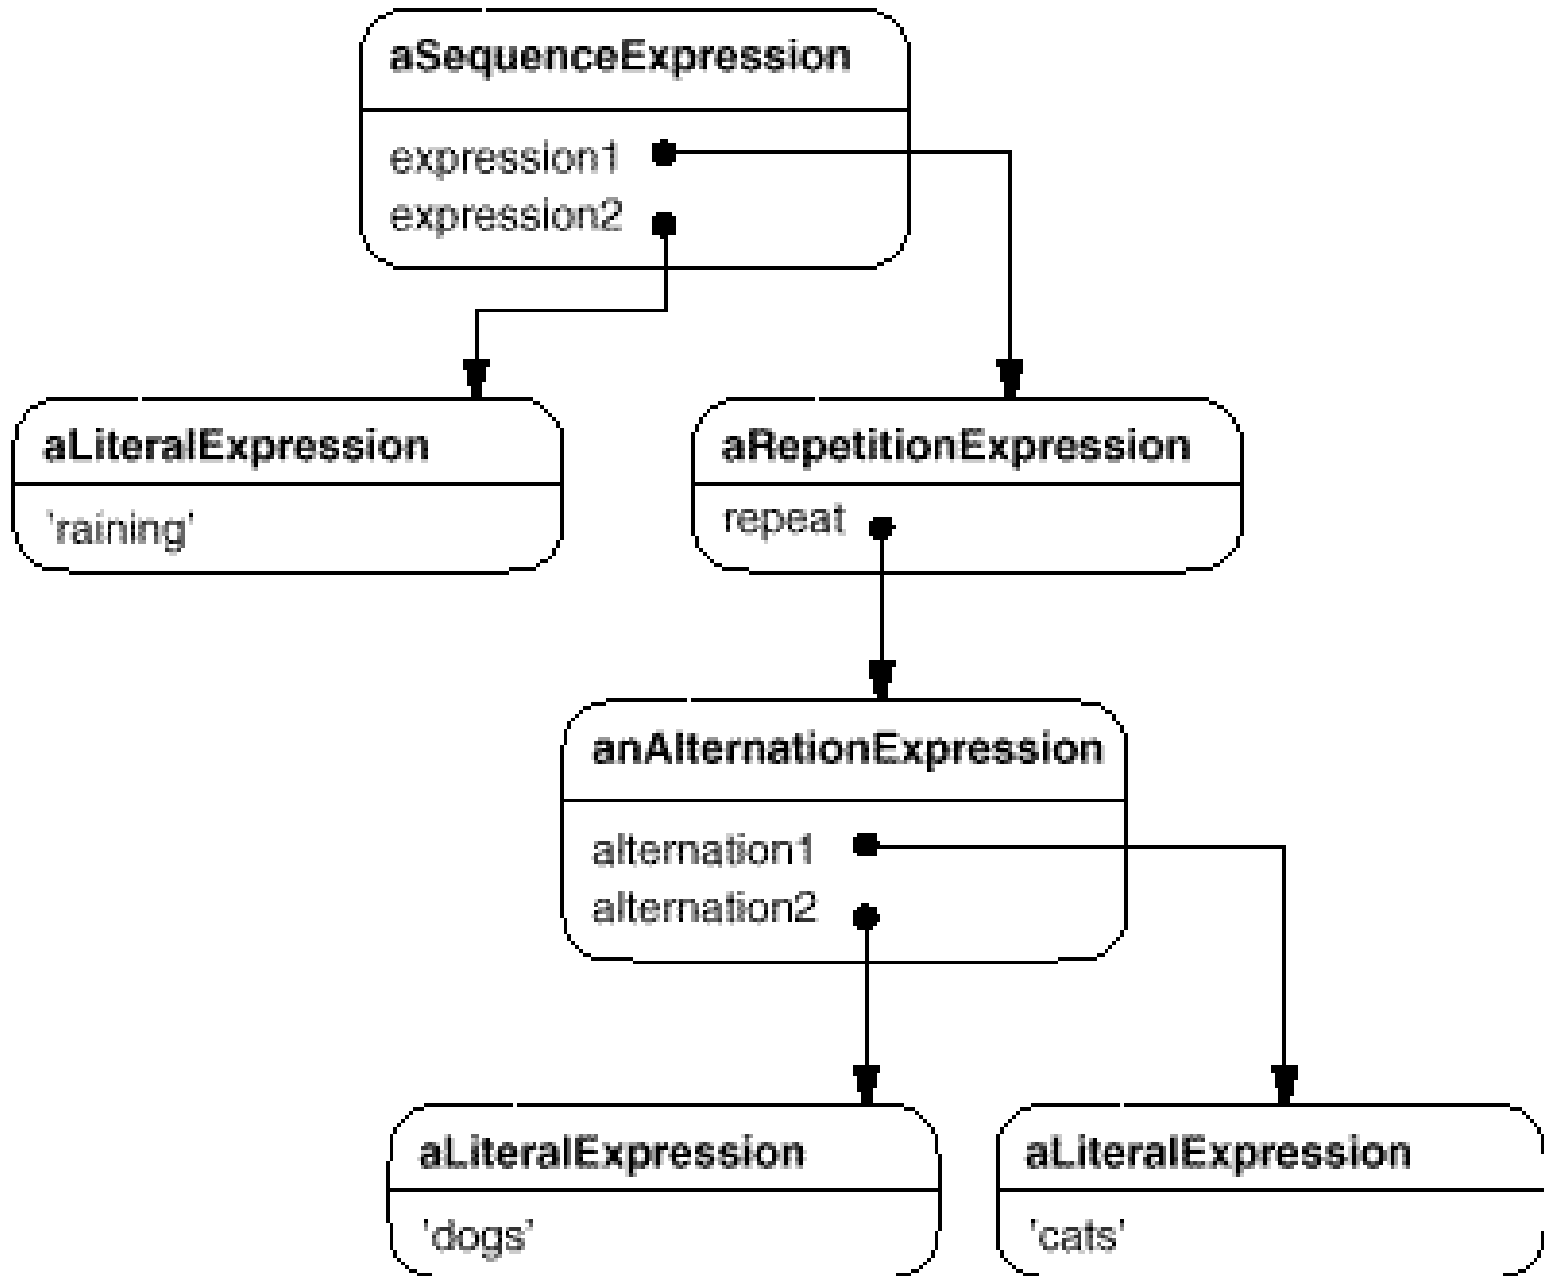 aSequenceExpression
expression1
expression2
aLiteralExpression
'raining'
aRepetitionExpression
repeat
anAlternationExpression
alternation1
alternation2
aLiteralExpression
'dogs'
aLiteralExpression
'cats'